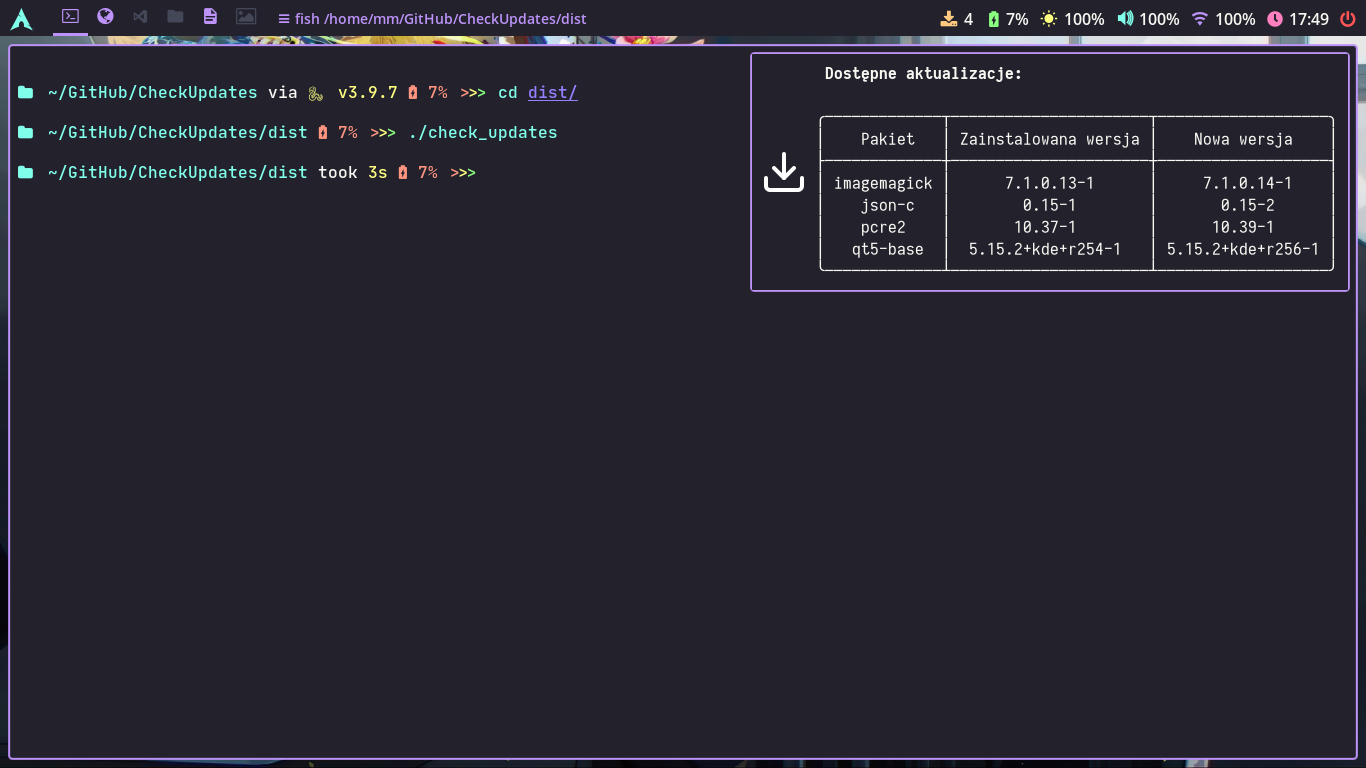 fish /home/mm/GitHub/CheckUpdates/dist
4 7% 100% 100% 100% 17:49
~/GitHub/CheckUpdates via v3.9.7 7% >>> cd dist/
~/GitHub/CheckUpdates/dist 7% >>> ./check_updates
~/GitHub/CheckUpdates/dist took 3s 7% >>>
Dostępne aktualizacje:
Pakiet Zainstalowana wersja Nowa wersja
imagemagick 7.1.0.13-1 7.1.0.14-1
json-c 0.15-1 0.15-2
pcre2 10.37-1 10.39-1
qt5-base 5.15.2+kde+r254-1 5.15.2+kde+r256-1